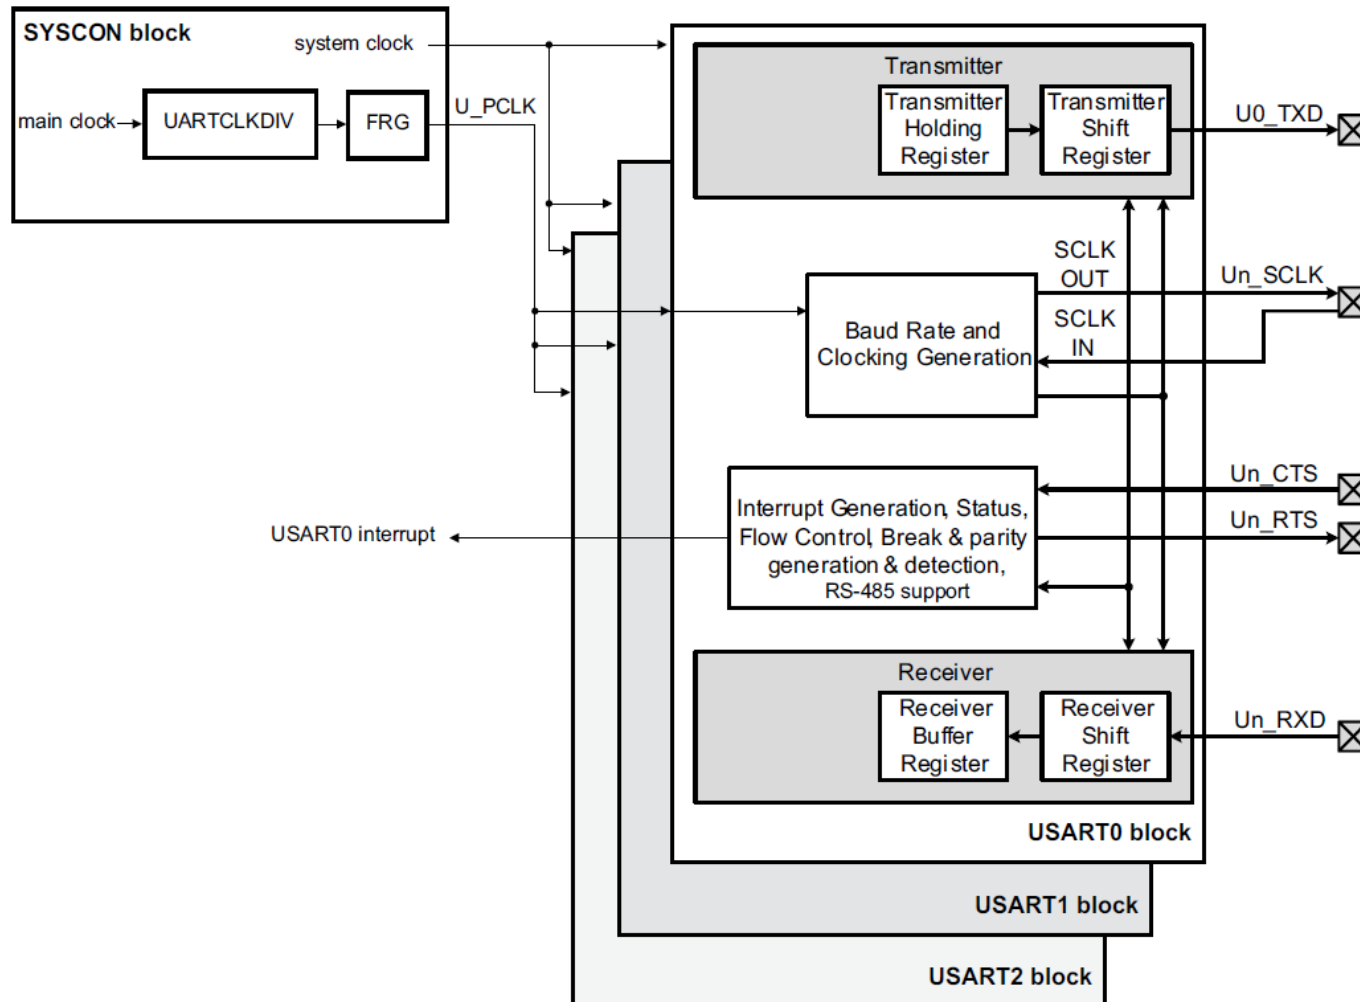 SYSCON block
system clock
main clock
UARTCLKDIV
FRG
U_PCLK
Transmitter
Transmitter
Holding
Register
Transmitter
Shift
Register
U0_TXD
SCLK
OUT
Un_SCLK
SCLK
IN
Baud Rate and
Clocking Generation
Un_CTS
Interrupt Generation, Status,
Flow Control, Break & parity
generation & detection,
RS-485 support
Un_RTS
USART0 interrupt
Receiver
Receiver
Buffer
Register
Receiver
Shift
Register
Un_RXD
USART0 block
USART1 block
USART2 block